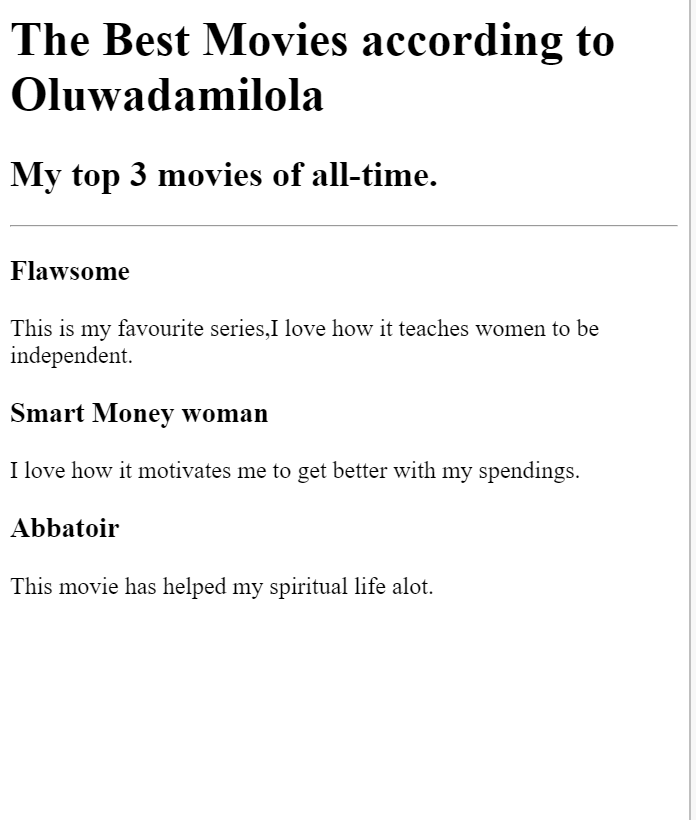 The Best Movies according to
Oluwadamilola
My top 3 movies of all-time.
Flawsome
This is my favourite series,I love how it teaches women to be
independent.
Smart Money woman
I love how it motivates me to get better with my spendings.
Abbatoir
This movie has helped my spiritual life alot.